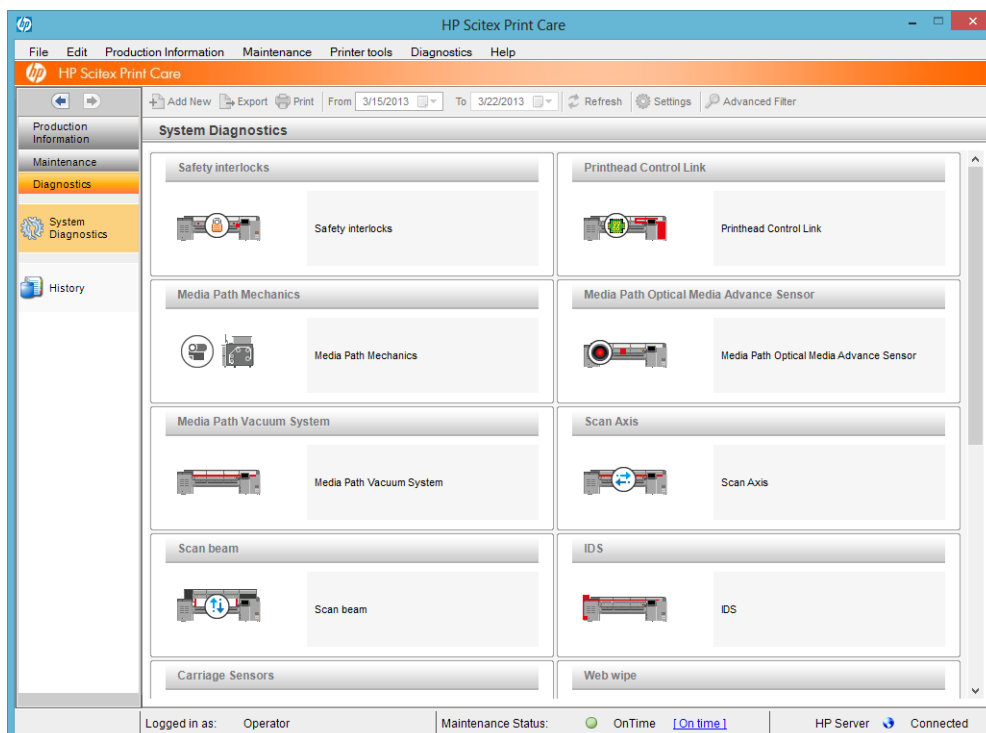 hp
HP Scitex Print Care
File Edit Production Information Maintenance Printer tools Diagnostics Help
hp HP Scitex Print Care
Add New Export Print From 3/15/2013 To 3/22/2013 Refresh Settings Advanced Filter
Production
Information
Maintenance
Diagnostics
System
Diagnostics
History
System Diagnostics
Safety interlocks
Safety interlocks
Printhead Control Link
Printhead Control Link
Media Path Mechanics
Media Path Mechanics
Media Path Optical Media Advance Sensor
Media Path Optical Media Advance Sensor
Media Path Vacuum System
Media Path Vacuum System
Scan Axis
Scan Axis
Scan beam
Scan beam
IDS
IDS
Carriage Sensors
Web wipe
Logged in as: Operator Maintenance Status: OnTime [On time] HP Server Connected